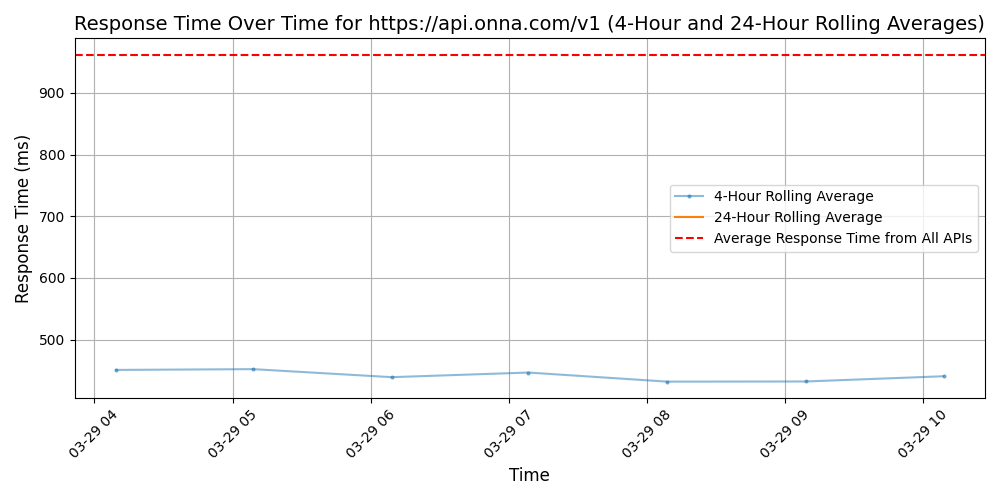 Response Time Over Time for https://api.onna.com/v1 (4-Hour and 24-Hour Rolling Averages)
Response Time (ms)
900
800
700
600
500
4-Hour Rolling Average
24-Hour Rolling Average
Average Response Time from All APIs
03-29 04
03-29 05
03-29 06
03-29 07
03-29 08
03-29 09
03-29 10
Time